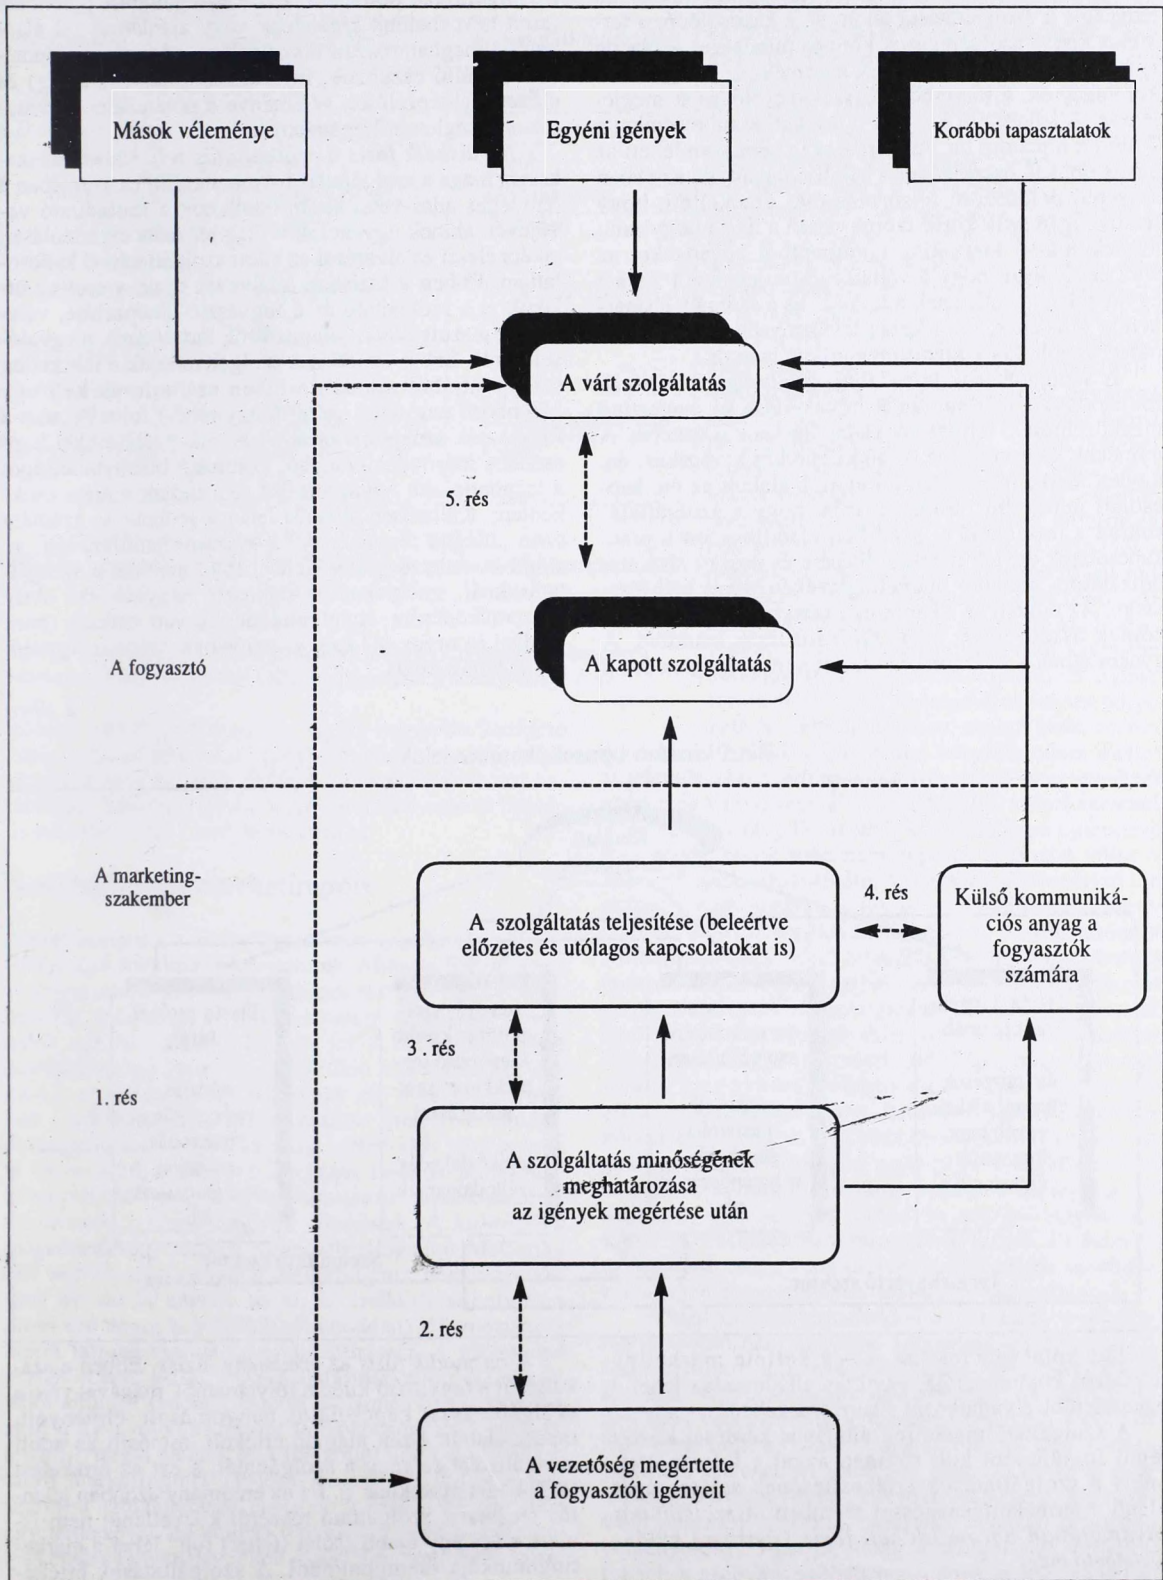 Mások véleménye
Egyéni igények
Korábbi tapasztalatok
A várt szolgáltatás
5. rés
A kapott szolgáltatás
A fogyasztó
A marketing-
szakember
A szolgáltatás teljesítése (beleértve
előzetes és utólagos kapcsolatokat is)
4. rés
Külső kommuniká-
ciós anyag a
fogyasztók
számára
3 . rés
1. rés
A szolgáltatás minőségének
meghatározása
az igények megértése után
2. rés
A vezetőség megértette
a fogyasztók igényeit